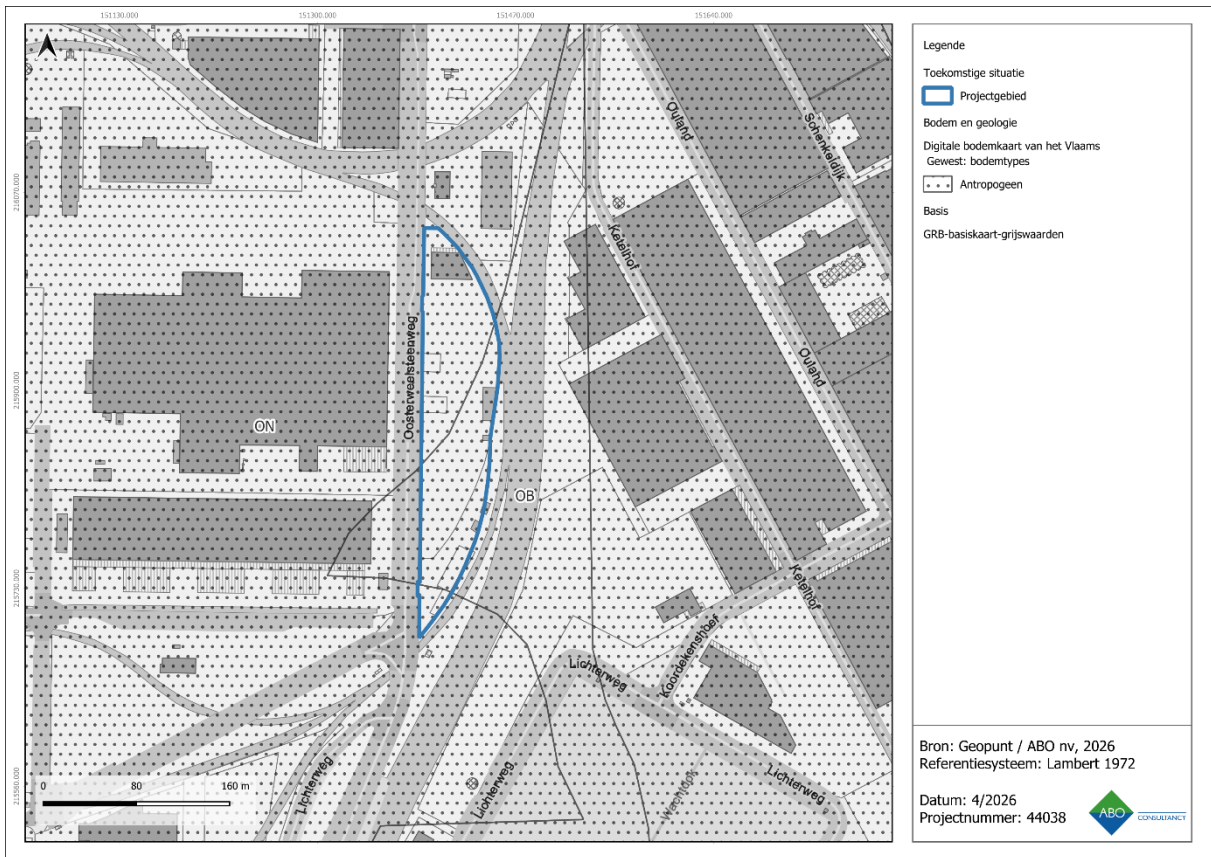 151130.000
151300.000
151470.000
151640.000
216070.000
215900.000
215730.000
215560.000
Ouland
Schenkeldijk
Ketelhof
Oosterweelsteenweg
Ouland
ON
OB
Ketelhof
Koordekenshoef
Lichterweg
Lichterweg
Lichterweg
Lichterweg
Wachtdok
0 80 160 m
Legende
Toekomstige situatie
Projectgebied
Bodem en geologie
Digitale bodemkaart van het Vlaams
Gewest: bodemtypes
Antropogeen
Basis
GRB-basiskaart-grijswaarden
Bron: Geopunt / ABO nv, 2026
Referentiesysteem: Lambert 1972
Datum: 4/2026
Projectnummer: 44038
ABO
CONSULTANCY